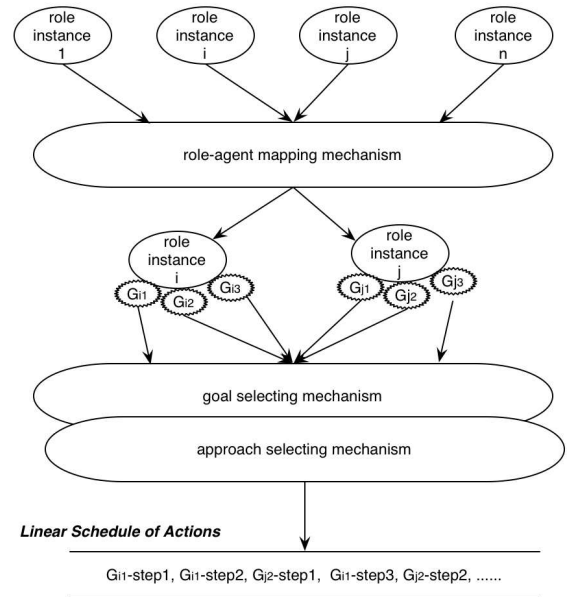 role
instance
1
role
instance
i
role
instance
j
role
instance
n
role-agent mapping mechanism
role
instance
i
role
instance
j
Gi1
Gi2
Gi3
Gj1
Gj2
Gj3
goal selecting mechanism
approach selecting mechanism
Linear Schedule of Actions
Gi1-step1, Gi1-step2, Gj2-step1, Gi1-step3, Gj2-step2, ......